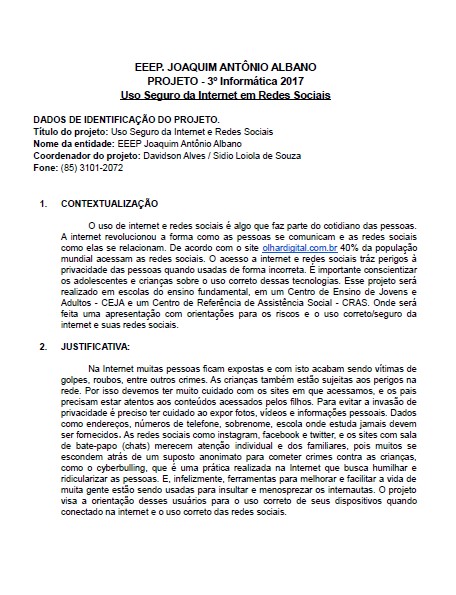 EEEP. JOAQUIM ANTÔNIO ALBANO
PROJETO - 3º Informática 2017
Uso Seguro da Internet em Redes Sociais
DADOS DE IDENTIFICAÇÃO DO PROJETO.
Título do projeto: Uso Seguro da Internet e Redes Sociais
Nome da entidade: EEEP Joaquim Antônio Albano
Coordenador do projeto: Davidson Alves / Sidio Loiola de Souza
Fone: (85) 3101-2072
1. CONTEXTUALIZAÇÃO
O uso de internet e redes sociais é algo que faz parte do cotidiano das pessoas.
A internet revolucionou a forma como as pessoas se comunicam e as redes sociais
como elas se relacionam. De acordo com o site olhardigital.com.br 40% da população
mundial acessam as redes sociais. O acesso a internet e redes sociais tráz perigos à
privacidade das pessoas quando usadas de forma incorreta. É importante conscientizar
os adolescentes e crianças sobre o uso correto dessas tecnologias. Esse projeto será
realizado em escolas do ensino fundamental, em um Centro de Ensino de Jovens e
Adultos - CEJA e um Centro de Referência de Assistência Social - CRAS. Onde será
feita uma apresentação com orientações para os riscos e o uso correto/seguro da
internet e suas redes sociais.
2. JUSTIFICATIVA:
Na Internet muitas pessoas ficam expostas e com isto acabam sendo vítimas de
golpes, roubos, entre outros crimes. As crianças também estão sujeitas aos perigos na
rede. Por isso devemos ter muito cuidado com os sites em que acessamos, e os pais
precisam estar atentos aos conteúdos acessados pelos filhos. Para evitar a invasão de
privacidade é preciso ter cuidado ao expor fotos, vídeos e informações pessoais. Dados
como endereços, números de telefone, sobrenome, escola onde estuda jamais devem
ser fornecidos. As redes sociais como instagram, facebook e twitter, e os sites com sala
de bate-papo (chats) merecem atenção individual e dos familiares, pois muitos se
escondem atrás de um suposto anonimato para cometer crimes contra as crianças,
como o cyberbulling, que é uma prática realizada na Internet que busca humilhar e
ridicularizar as pessoas. E, infelizmente, ferramentas para melhorar e facilitar a vida de
muita gente estão sendo usadas para insultar e menosprezar os internautas. O projeto
visa a orientação desses usuários para o uso correto de seus dispositivos quando
conectado na internet e o uso correto das redes sociais.